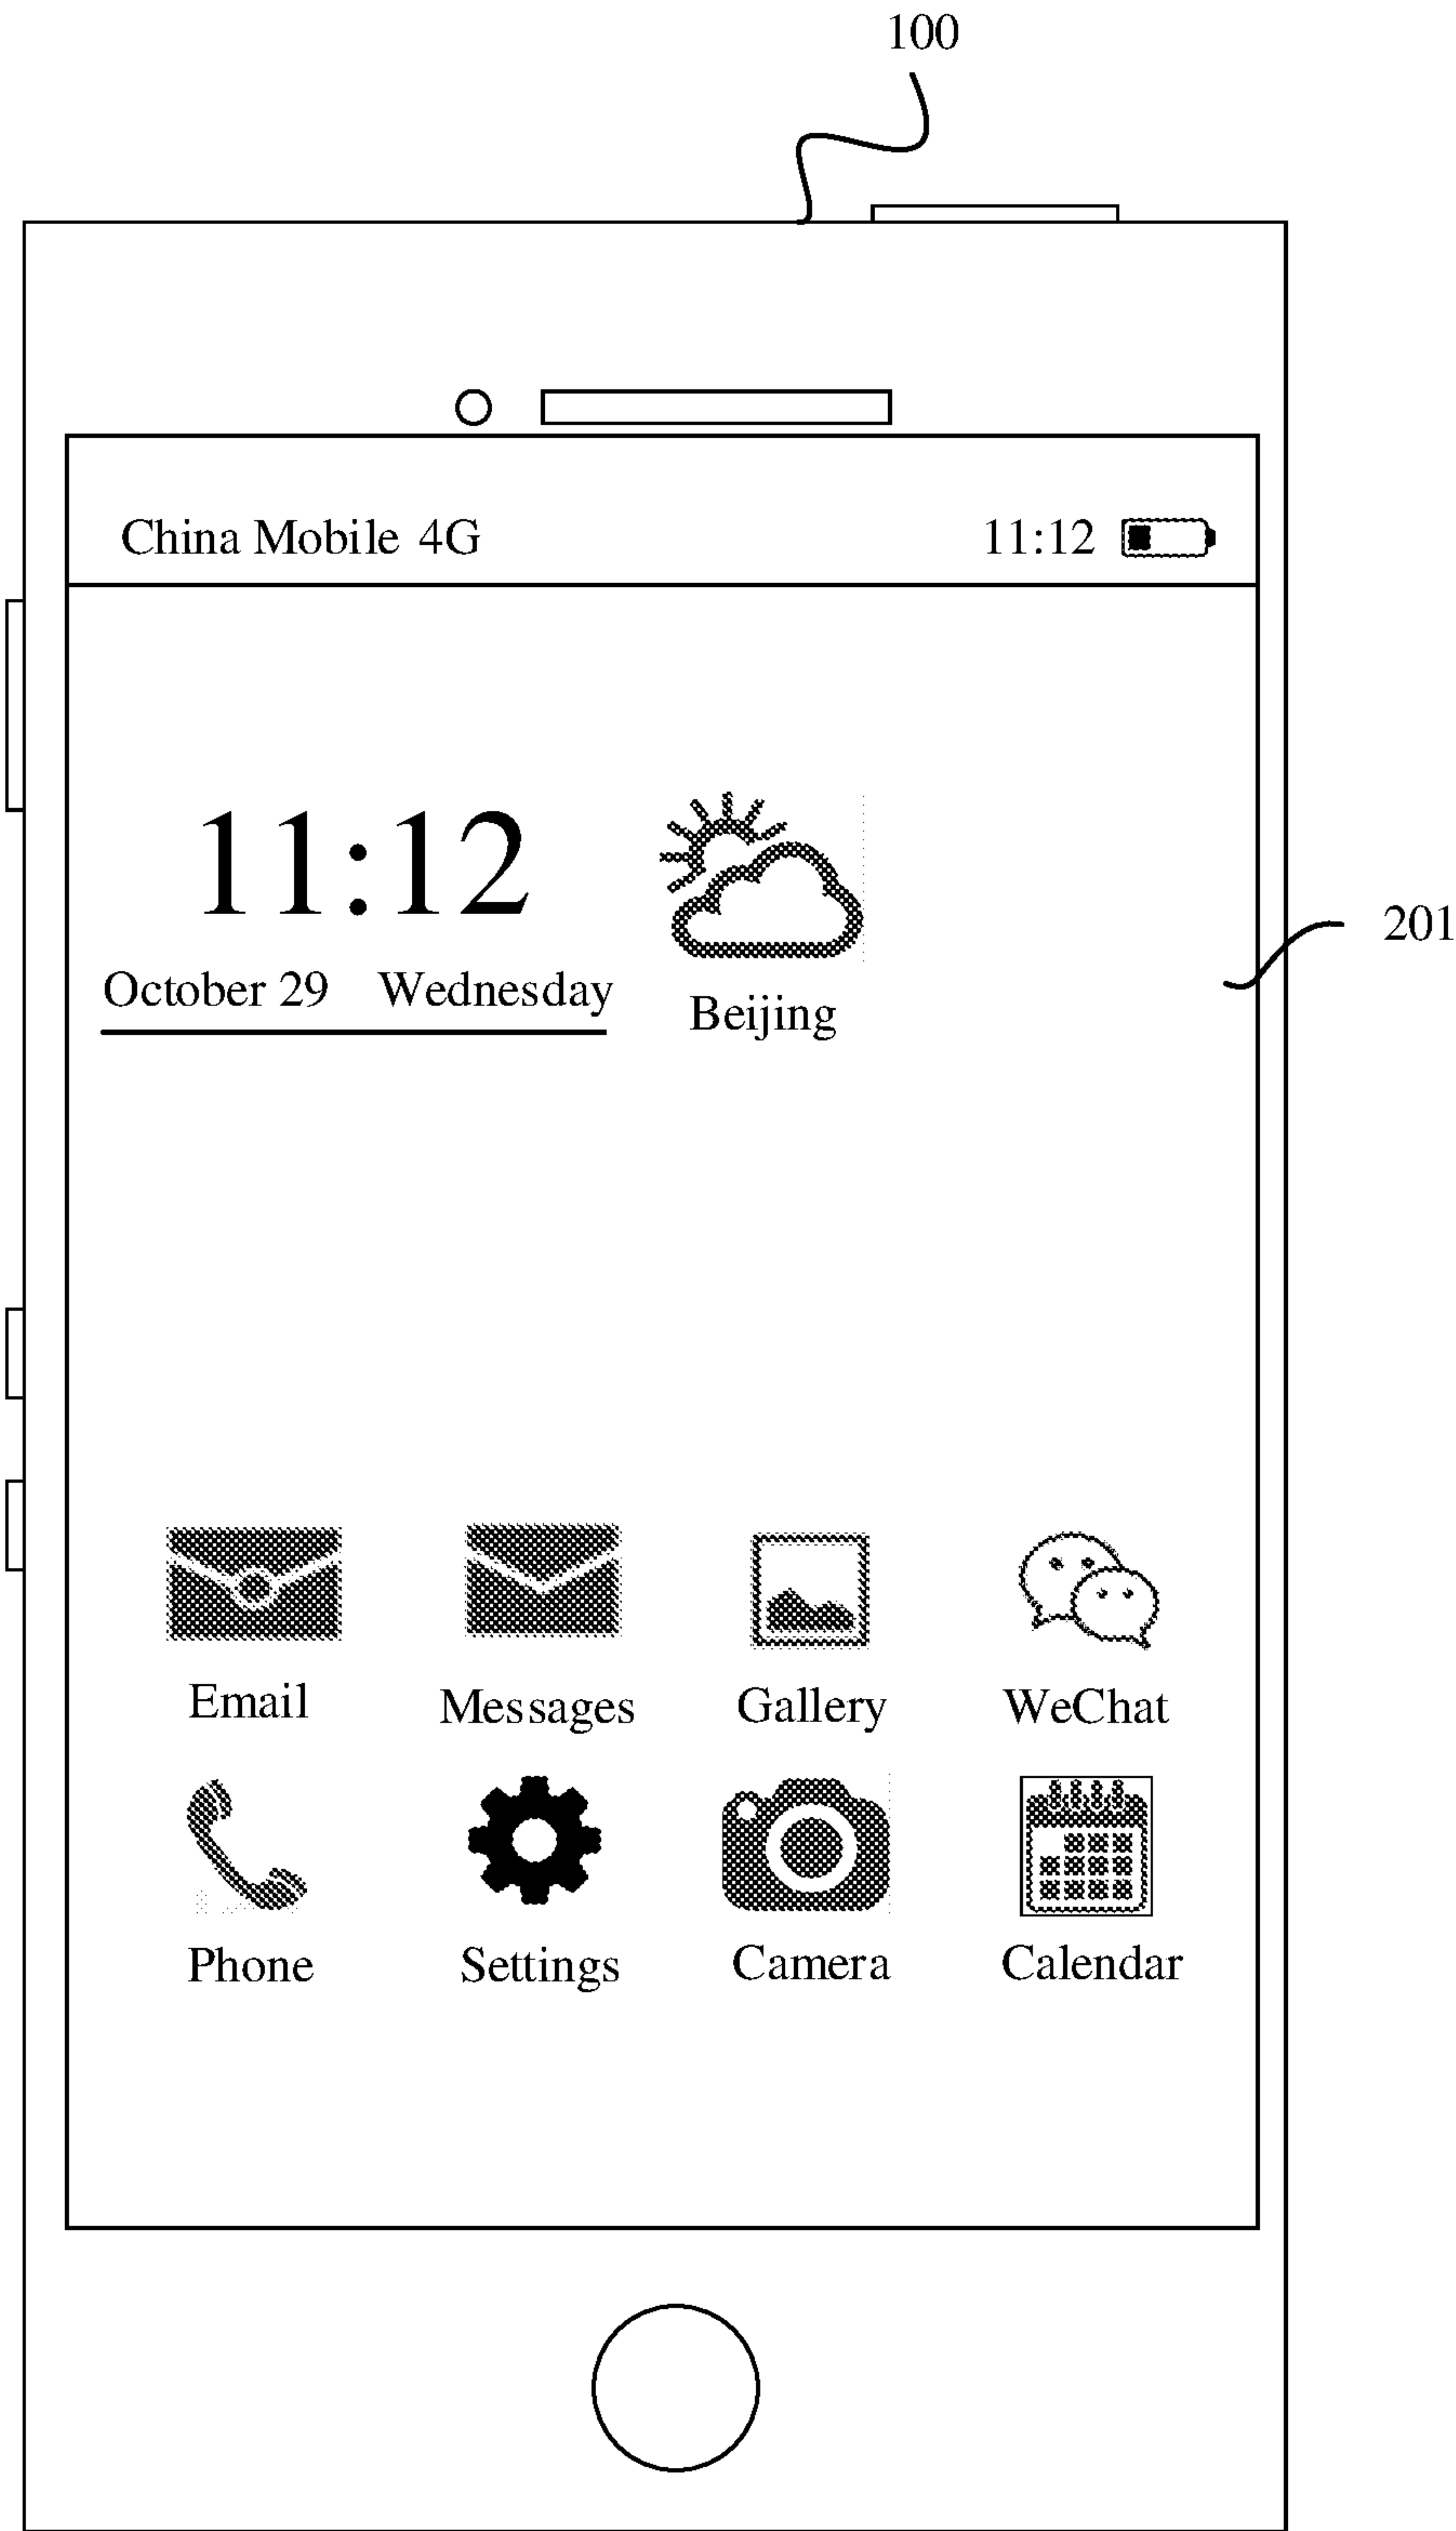 100
China Mobile 4G 11:12
11:12
201
October 29 Wednesday
Beijing
Email Messages Gallery WeChat
Phone Settings Camera Calendar